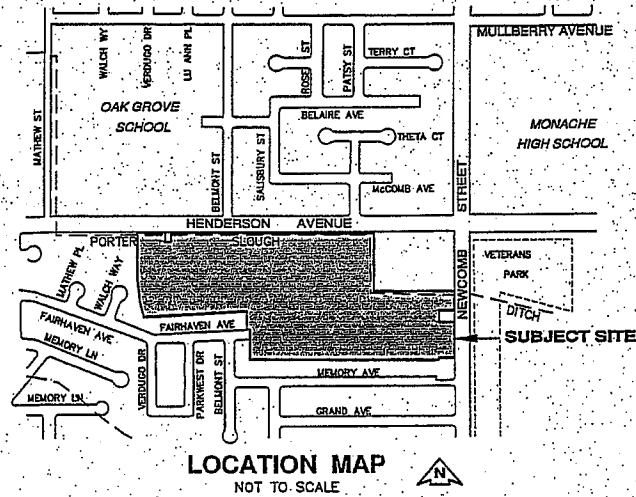 MULLBERRY AVENUE
WALCH WY
VERDUGO DR
LU ANN PL
ROSE ST
PATSY ST
TERRY CT
OAK GROVE
SCHOOL
BELAIRE AVE
MATHEW ST
BELMONT ST
SALISBURY ST
THETA CT
MONACHE
HIGH SCHOOL
McCOMB AVE
HENDERSON AVENUE
NEWCOMB STREET
PORTER SLOUGH
VETERANS
PARK
MATHEW PL
WALCH WAY
DITCH
FAIRHAVEN AVE
FAIRHAVEN AVE
SUBJECT SITE
MEMORY LN
VERDUGO DR
PARKWEST DR
BELMONT ST
MEMORY AVE
MEMORY LN
GRAND AVE
LOCATION MAP
NOT TO SCALE
N